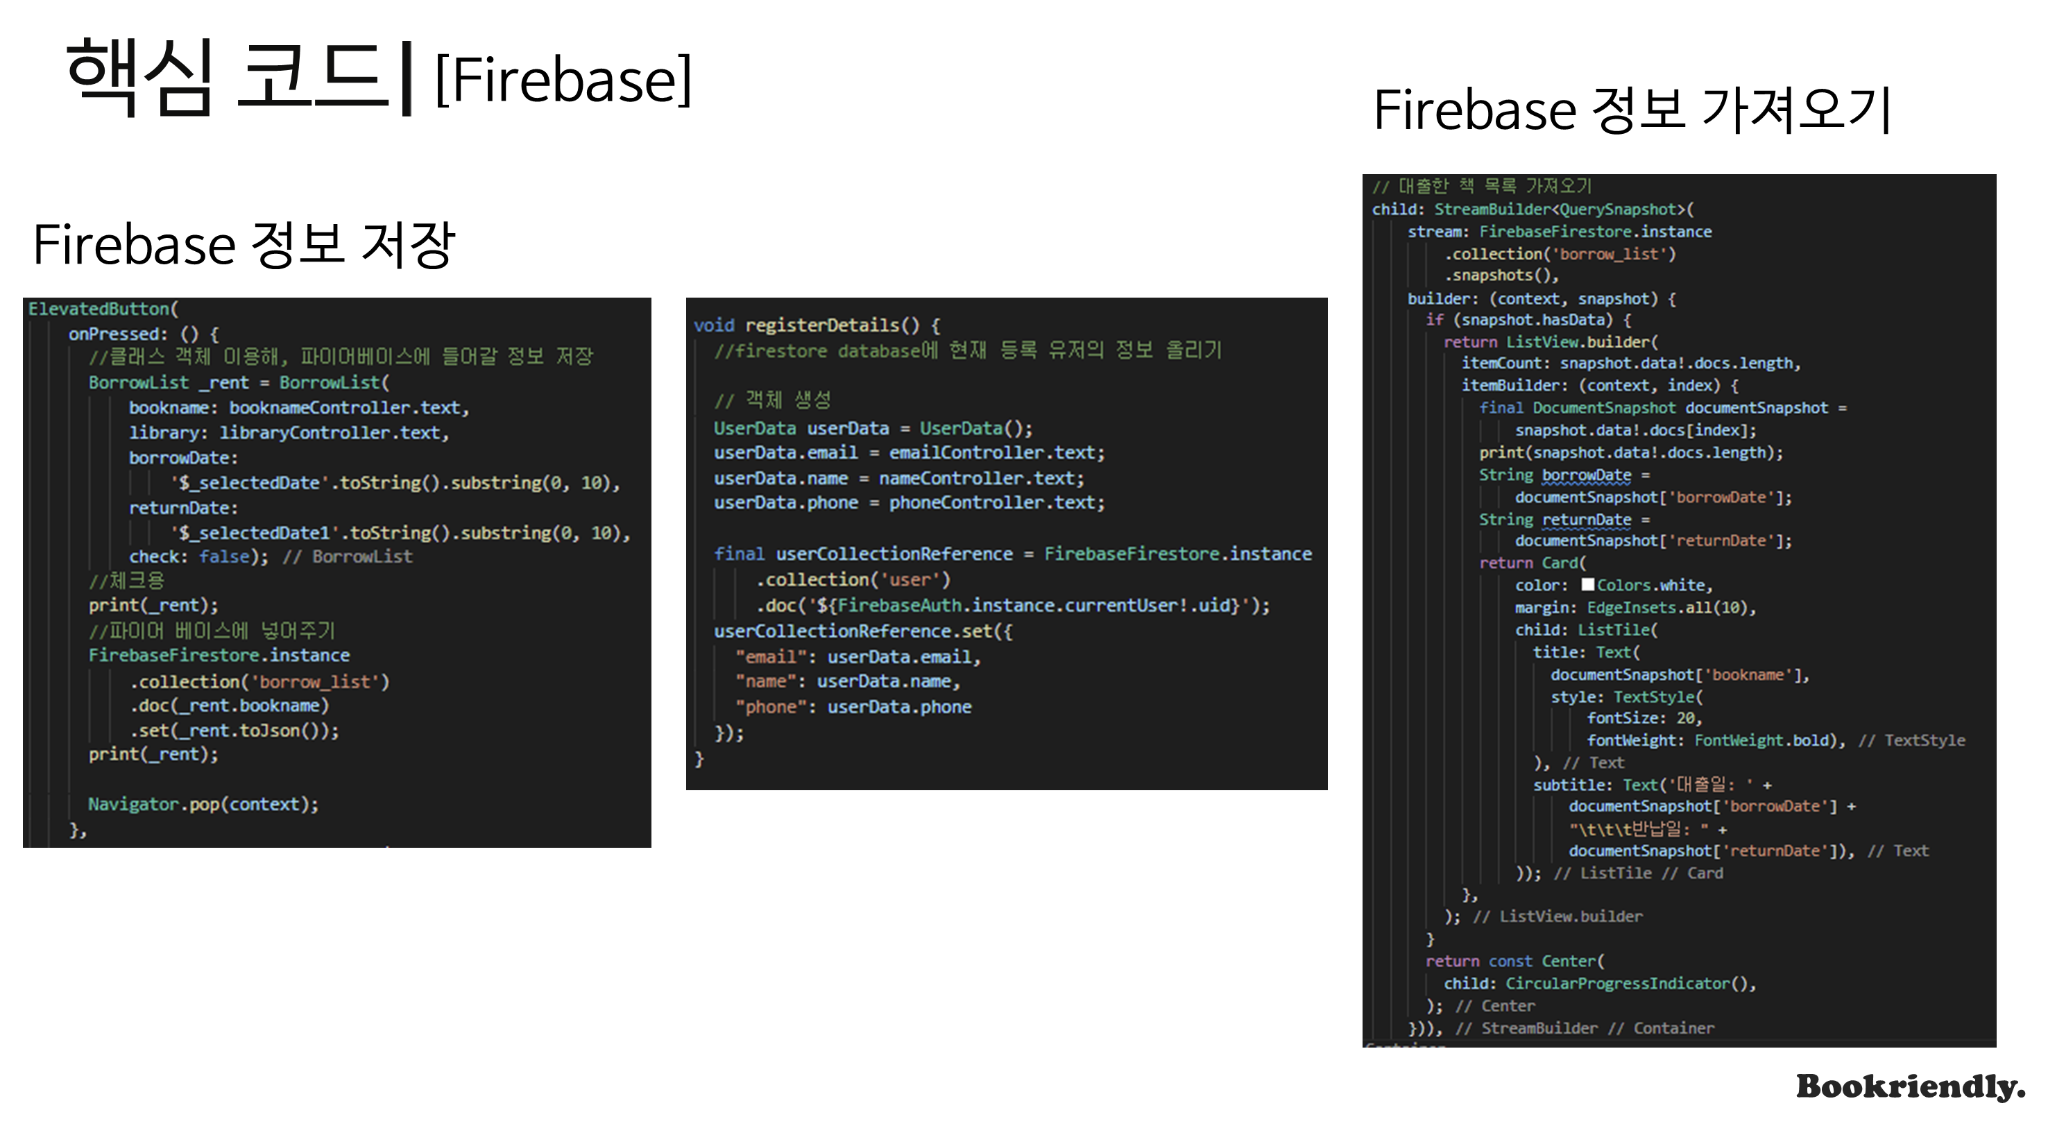 핵심 코드| [Firebase]
Firebase 정보 저장
ElevatedButton(
onPressed: () {
//클래스 객체 이용해, 파이어베이스에 들어갈 정보 저장
BorrowList _rent = BorrowList(
bookname: booknameController.text,
library: libraryController.text,
borrowDate:
'$_selectedDate'.toString().substring(0, 10),
returnDate:
'$_selectedDate1'.toString().substring(0, 10),
check: false); // BorrowList
//체크용
print(_rent);
//파이어 베이스에 넣어주기
FirebaseFirestore.instance
.collection('borrow_list')
.doc(_rent.bookname)
.set(_rent.toJson());
print(_rent);
Navigator.pop(context);
},
void registerDetails() {
//firestore database에 현재 등록 유저의 정보 올리기
// 객체 생성
UserData userData = UserData();
userData.email = emailController.text;
userData.name = nameController.text;
userData.phone = phoneController.text;
final userCollectionReference = FirebaseFirestore.instance
.collection('user')
.doc('${FirebaseAuth.instance.currentUser!.uid}');
userCollectionReference.set({
"email": userData.email,
"name": userData.name,
"phone": userData.phone
});
}
Firebase 정보 가져오기
// 대출한 책 목록 가져오기
child: StreamBuilder<QuerySnapshot>(
stream: FirebaseFirestore.instance
.collection('borrow_list')
.snapshots(),
builder: (context, snapshot) {
if (snapshot.hasData) {
return ListView.builder(
itemCount: snapshot.data!.docs.length,
itemBuilder: (context, index) {
final DocumentSnapshot documentSnapshot =
snapshot.data!.docs[index];
print(snapshot.data!.docs.length);
String borrowDate =
documentSnapshot['borrowDate'];
String returnDate =
documentSnapshot['returnDate'];
return Card(
color: Colors.white,
margin: EdgeInsets.all(10),
child: ListTile(
title: Text(
documentSnapshot['bookname'],
style: TextStyle(
fontSize: 20,
fontWeight: FontWeight.bold), // TextStyle
), // Text
subtitle: Text('대출일: ' +
documentSnapshot['borrowDate'] +
"\t\t\t반납일: " +
documentSnapshot['returnDate']), // Text
)); // ListTile // Card
},
); // ListView.builder
}
return const Center(
child: CircularProgressIndicator(),
); // Center
})), // StreamBuilder // Container
Bookriendly.